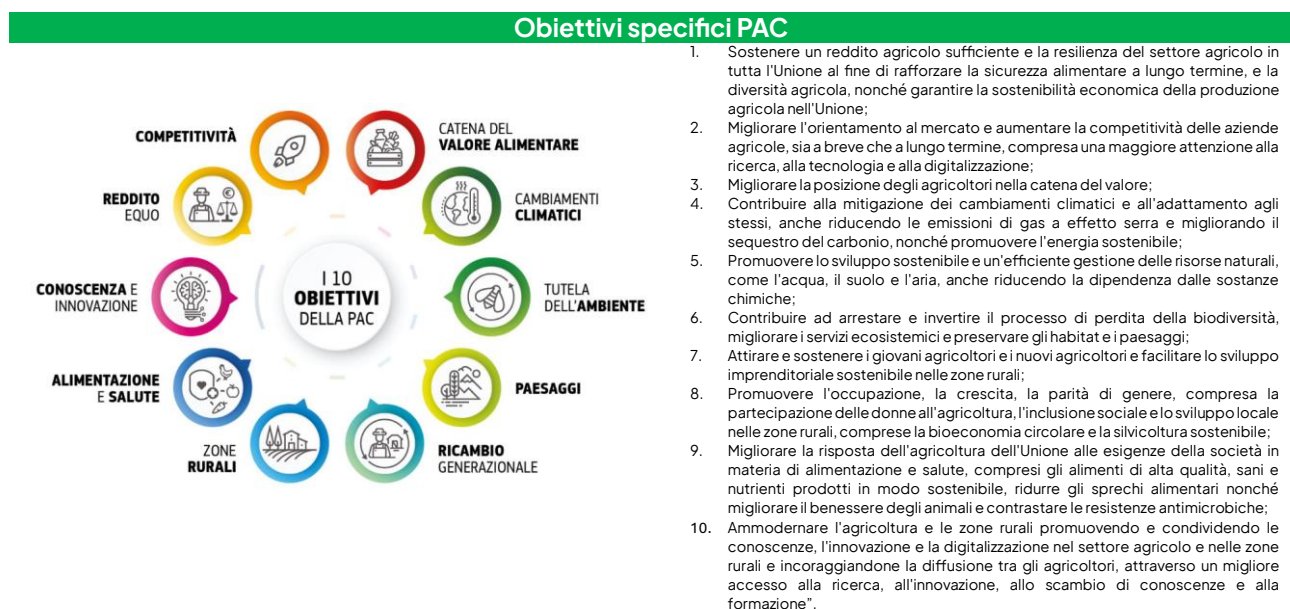 Obiettivi specifici PAC
COMPETITIVITÀ
CATENA DEL
VALORE ALIMENTARE
REDDITO
EQUO
CAMBIAMENTI
CLIMATICI
CONOSCENZA E
INNOVAZIONE
I 10
OBIETTIVI
DELLA PAC
TUTELA
DELL'AMBIENTE
ALIMENTAZIONE
E SALUTE
PAESAGGI
ZONE
RURALI
RICAMBIO
GENERAZIONALE
1. Sostenere un reddito agricolo sufficiente e la resilienza del settore agricolo in
tutta l'Unione al fine di rafforzare la sicurezza alimentare a lungo termine, e la
diversità agricola, nonché garantire la sostenibilità economica della produzione
agricola nell'Unione;
2. Migliorare l'orientamento al mercato e aumentare la competitività delle aziende
agricole, sia a breve che a lungo termine, compresa una maggiore attenzione alla
ricerca, alla tecnologia e alla digitalizzazione;
3. Migliorare la posizione degli agricoltori nella catena del valore;
4. Contribuire alla mitigazione dei cambiamenti climatici e all'adattamento agli
stessi, anche riducendo le emissioni di gas a effetto serra e migliorando il
sequestro del carbonio, nonché promuovere l'energia sostenibile;
5. Promuovere lo sviluppo sostenibile e un'efficiente gestione delle risorse naturali,
come l'acqua, il suolo e l'aria, anche riducendo la dipendenza dalle sostanze
chimiche;
6. Contribuire ad arrestare e invertire il processo di perdita della biodiversità,
migliorare i servizi ecosistemici e preservare gli habitat e i paesaggi;
7. Attirare e sostenere i giovani agricoltori e i nuovi agricoltori e facilitare lo sviluppo
imprenditoriale sostenibile nelle zone rurali;
8. Promuovere l'occupazione, la crescita, la parità di genere, compresa la
partecipazione delle donne all'agricoltura, l'inclusione sociale e lo sviluppo locale
nelle zone rurali, comprese la bioeconomia circolare e la silvicoltura sostenibile;
9. Migliorare la risposta dell'agricoltura dell'Unione alle esigenze della società in
materia di alimentazione e salute, compresi gli alimenti di alta qualità, sani e
nutrienti prodotti in modo sostenibile, ridurre gli sprechi alimentari nonché
migliorare il benessere degli animali e contrastare le resistenze antimicrobiche;
10. Ammodernare l'agricoltura e le zone rurali promuovendo e condividendo le
conoscenze, l'innovazione e la digitalizzazione nel settore agricolo e nelle zone
rurali e incoraggiandone la diffusione tra gli agricoltori, attraverso un migliore
accesso alla ricerca, all'innovazione, allo scambio di conoscenze e alla
formazione".